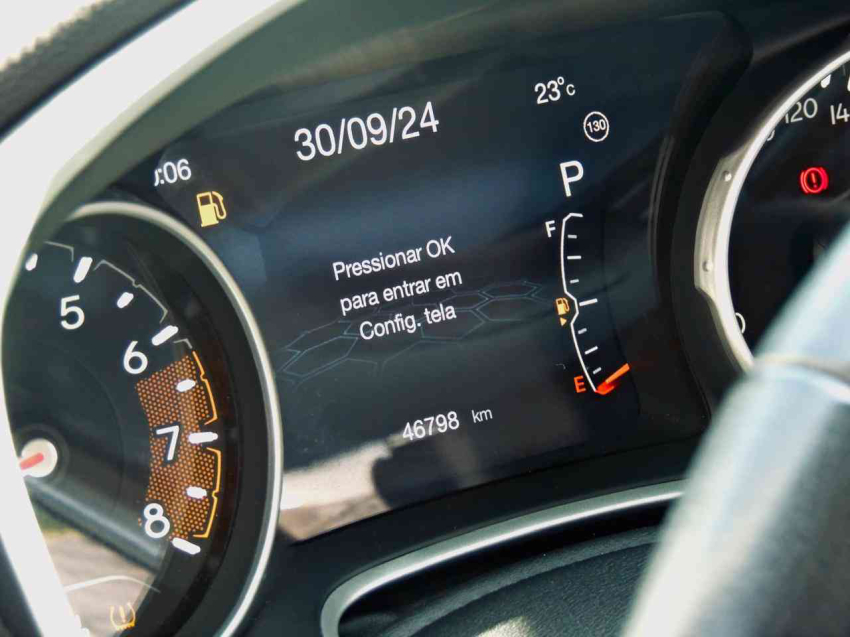 :06
30/09/24
23°c
130
P
F
Pressionar OK
para entrar em
Config. tela
E
46798 km
5
6
7
8
120